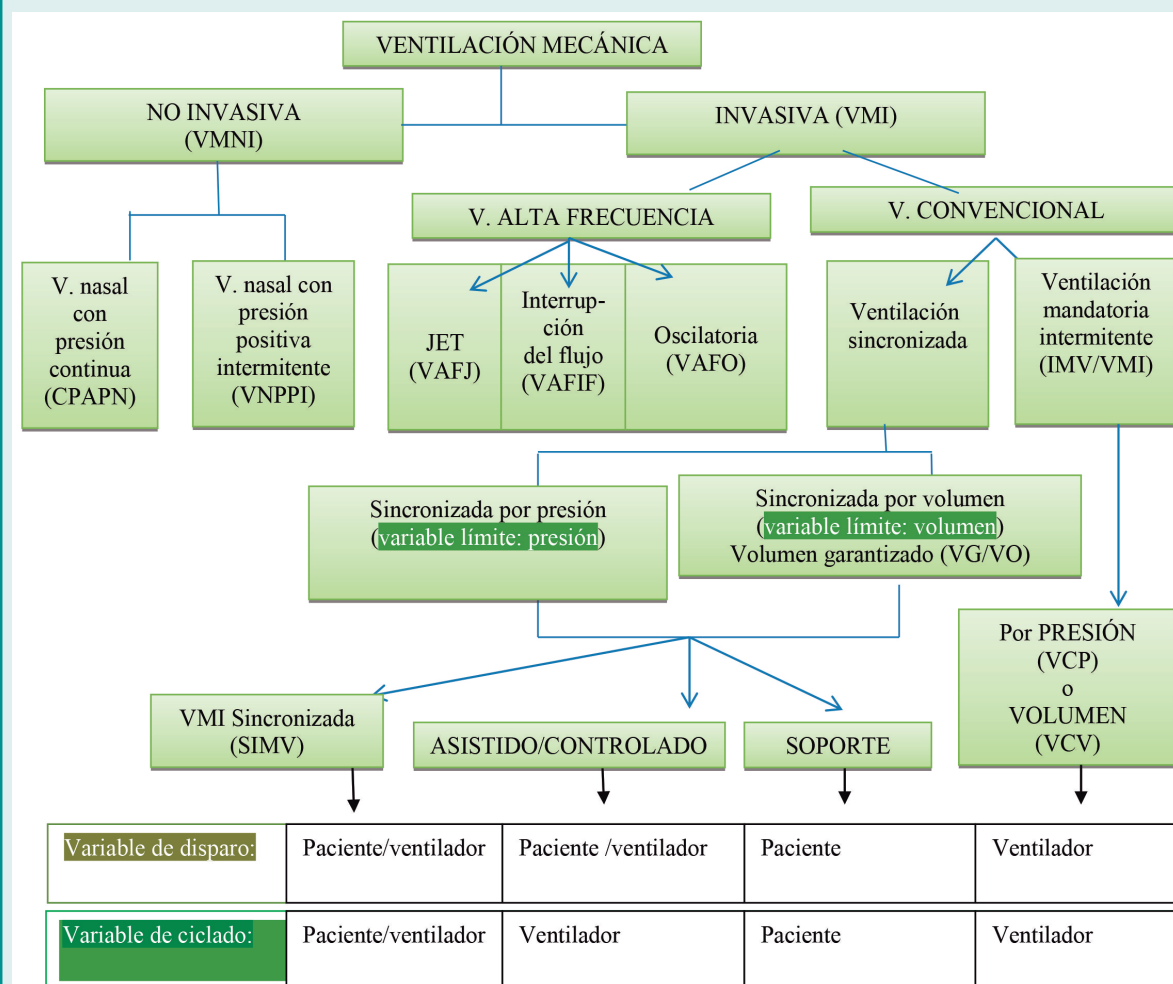 VENTILACIÓN MECÁNICA
NO INVASIVA
(VMNI)
INVASIVA (VMI)
V. ALTA FRECUENCIA
V. CONVENCIONAL
V. nasal
con
presión
continua
(CPAPN)
V. nasal con
presión
positiva
intermitente
(VNPPI)
JET
(VAFJ)
Interrup-
ción
del flujo
(VAFIF)
Oscilatoria
(VAFO)
Ventilación
sincronizada
Ventilación
mandatoria
intermitente
(IMV/VMI)
Sincronizada por presión
(variable límite: presión)
Sincronizada por volumen
(variable límite: volumen)
Volumen garantizado (VG/VO)
Por PRESIÓN
(VCP)
o
VOLUMEN
(VCV)
VMI Sincronizada
(SIMV)
ASISTIDO/CONTROLADO
SOPORTE
Variable de disparo:
Paciente/ventilador
Paciente /ventilador
Paciente
Ventilador
Variable de ciclado:
Paciente/ventilador
Ventilador
Paciente
Ventilador